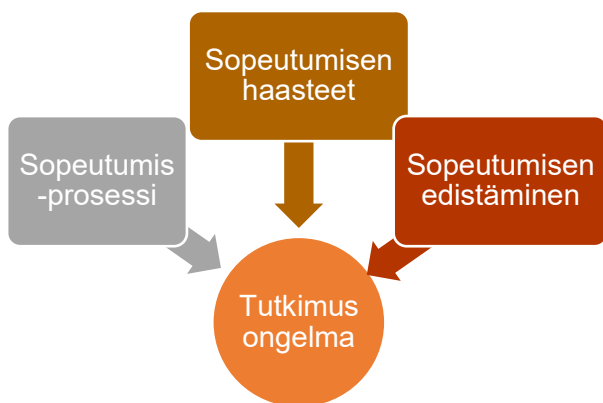 Sopeutumisen
haasteet
Sopeutumis
-prosessi
Sopeutumisen
edistäminen
Tutkimus
ongelma